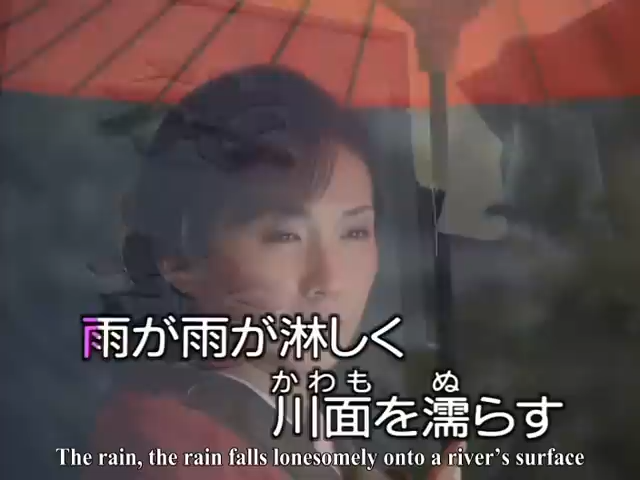 雨が雨が淋しく
かわも ぬ
川面を濡らす
The rain, the rain falls lonesomely onto a river's surface